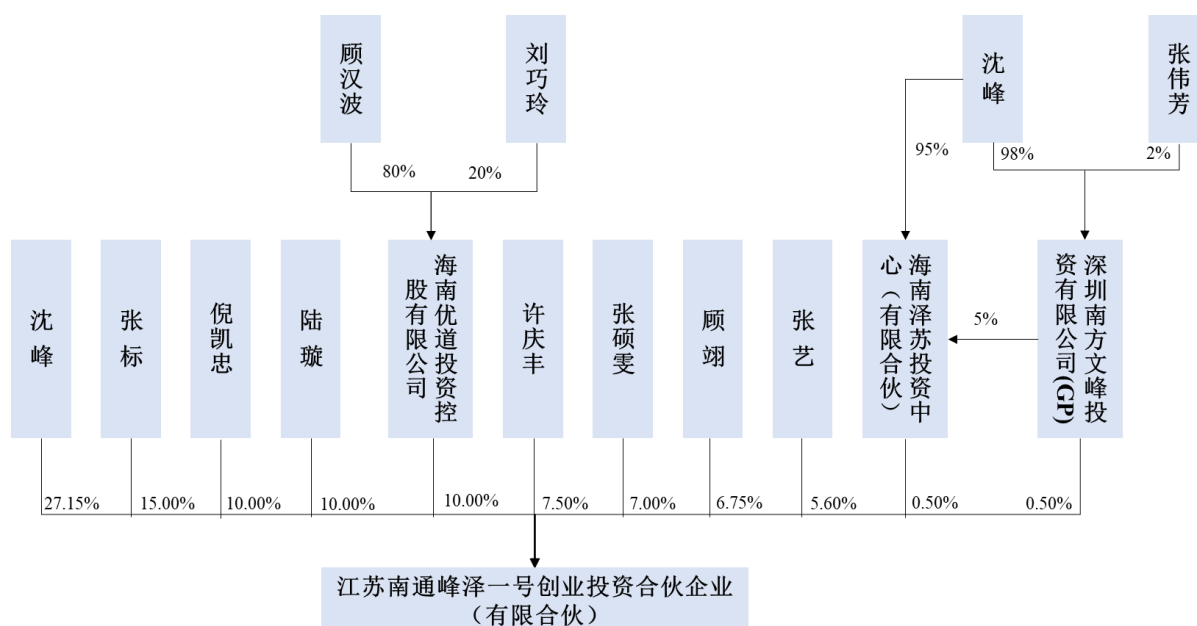 顾汉波
刘巧玲
沈峰
张伟芳
80%
20%
95%
98%
2%
沈峰
张标
倪凯忠
陆璇
海南优道投资控
股有限公司
许庆丰
张硕雯
顾翊
张艺
海南泽苏投资中
心（有限合伙）
5%
深圳南方文峰投
资有限公司(GP)
27.15%
15.00%
10.00%
10.00%
10.00%
7.50%
7.00%
6.75%
5.60%
0.50%
0.50%
江苏南通峰泽一号创业投资合伙企业
（有限合伙）